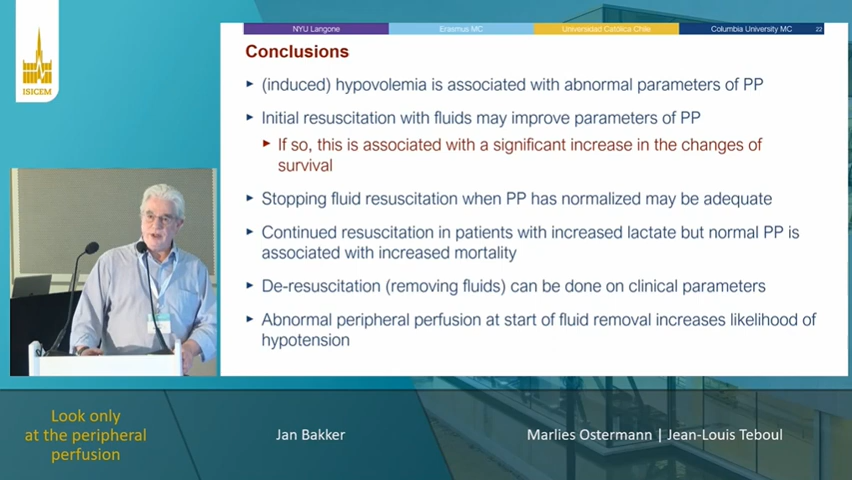 NYU Langone
Erasmus MC
Universidad Católica Chile
Columbia University MC
22
ISICEM
Conclusions
(induced) hypovolemia is associated with abnormal parameters of PP
Initial resuscitation with fluids may improve parameters of PP
If so, this is associated with a significant increase in the changes of
survival
Stopping fluid resuscitation when PP has normalized may be adequate
Continued resuscitation in patients with increased lactate but normal PP is
associated with increased mortality
De-resuscitation (removing fluids) can be done on clinical parameters
Abnormal peripheral perfusion at start of fluid removal increases likelihood of
hypotension
Look only
at the peripheral
perfusion
Jan Bakker
Marlies Ostermann | Jean-Louis Teboul